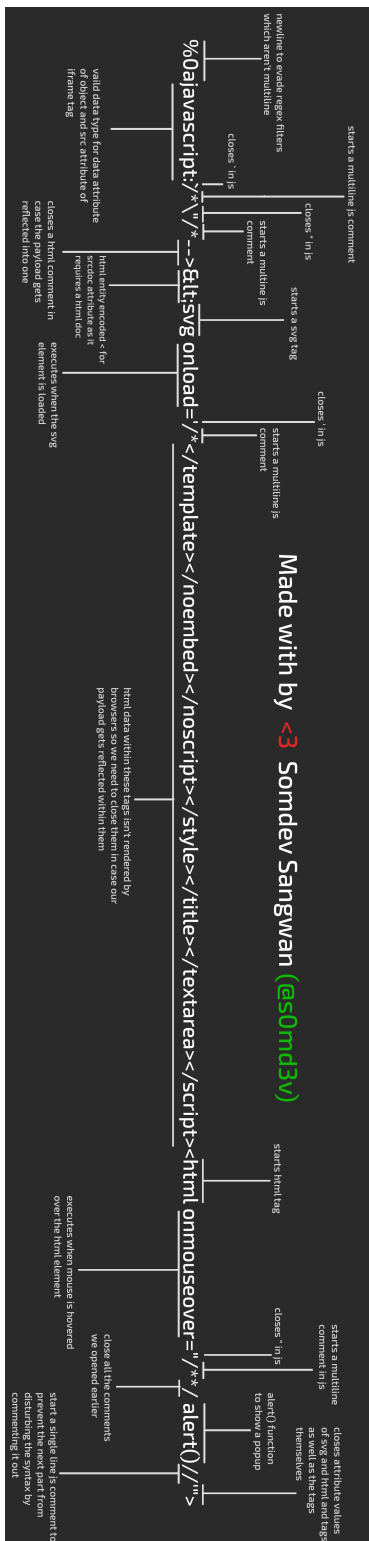 newline to evade regex filters
which aren't multiline
starts a multiline js comment
closes ` in js
closes " in js
starts a multine js
comment
starts a svg tag
closes ' in js
starts a multiline js
comment
Made with by <3 Somdev Sangwan (@s0md3v)
starts html tag
closes " in js
starts a multiline
comment in js
alert() function
to show a popup
closes attribute values
of svg and html and tags
as well as the tags
themselves
%0ajavascript:`/*\"/*-->&lt;svg onload='/*</template></noembed></noscript></style></title></textarea></script><html onmouseover="/**/ alert()//'">
vaild data type for data attribute
of object and src attribute of
iframe tag
closes a html comment in
case the payload gets
reflected into one
html entity encoded < for
srcdoc attribute as it
requires a html doc
executes when the svg
element is loaded
html data within these tags isn't rendered by
browsers so we need to close them in case our
payload gets reflected within them
executes when mouse is hovered
over the html element
close all the comments
we opened earlier
start a single line js comment to
prevent the next part from
disturbing the syntax by
commenting it out